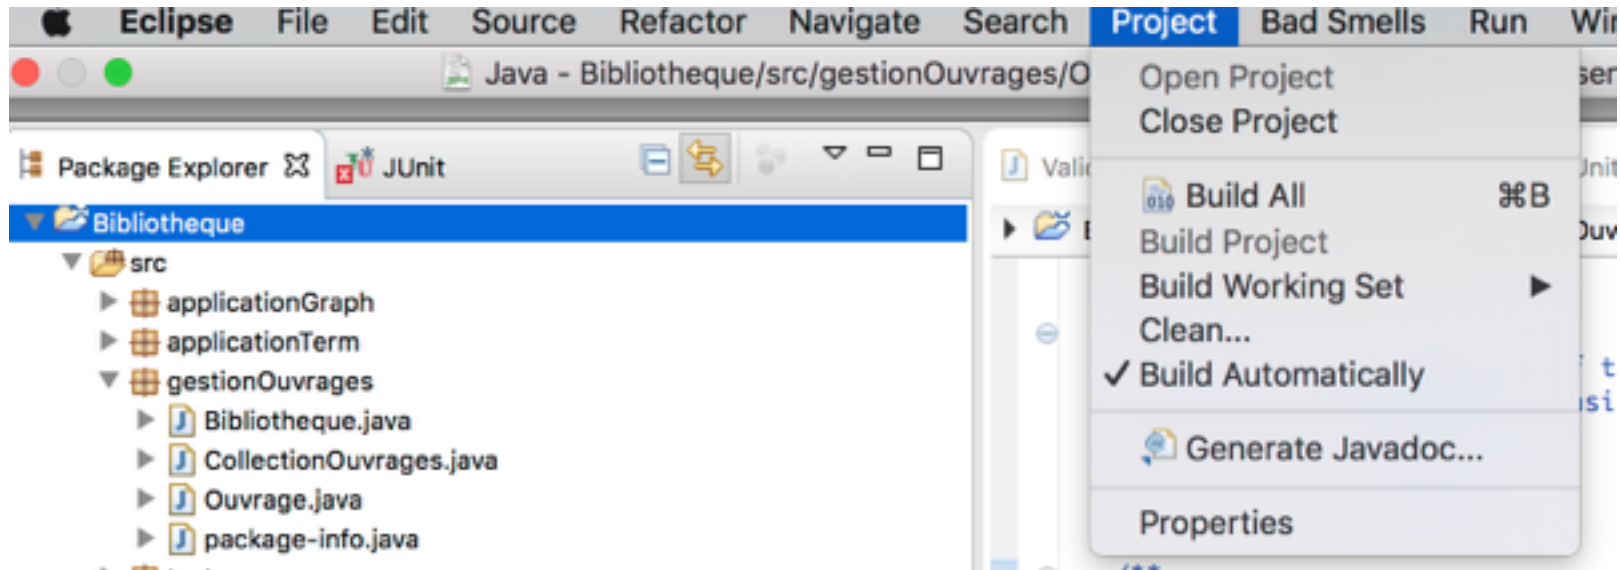 Eclipse File Edit Source Refactor Navigate Search Project Bad Smells Run
Java - Bibliotheque/src/gestionOuvrages/O
Open Project
Close Project
Package Explorer JUnit
Build All ⌘B
Bibliotheque
Build Project
src
Build Working Set
applicationGraph
Clean...
applicationTerm
Build Automatically
gestionOuvrages
Bibliotheque.java
Generate Javadoc...
CollectionOuvrages.java
Ouvrage.java
Properties
package-info.java
/**